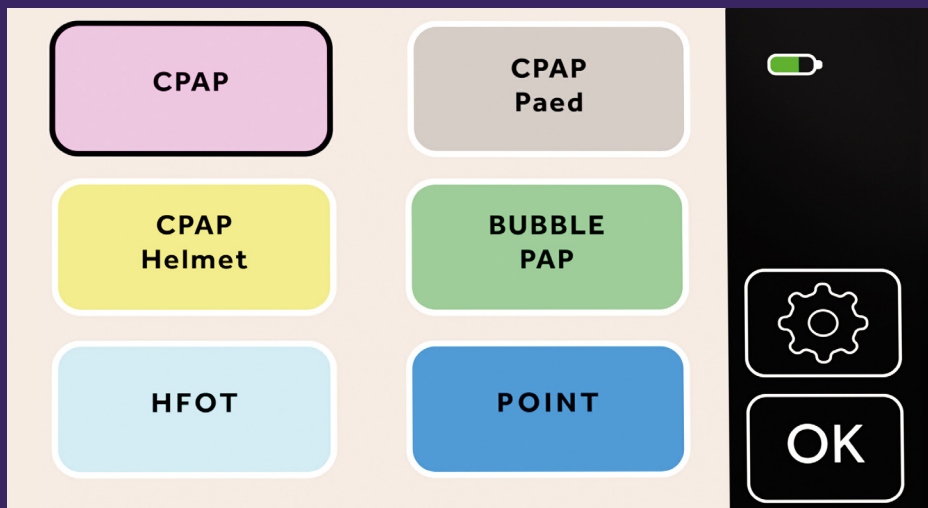 CPAP
CPAP
Paed
CPAP
Helmet
BUBBLE
PAP
HFOT
POINT
OK